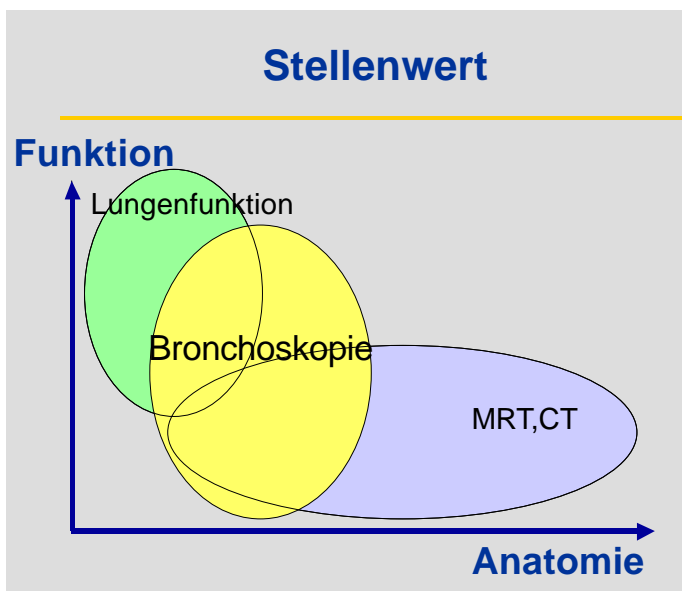 Stellenwert
Funktion
Lungenfunktion
Bronchoskopie
MRT,CT
Anatomie